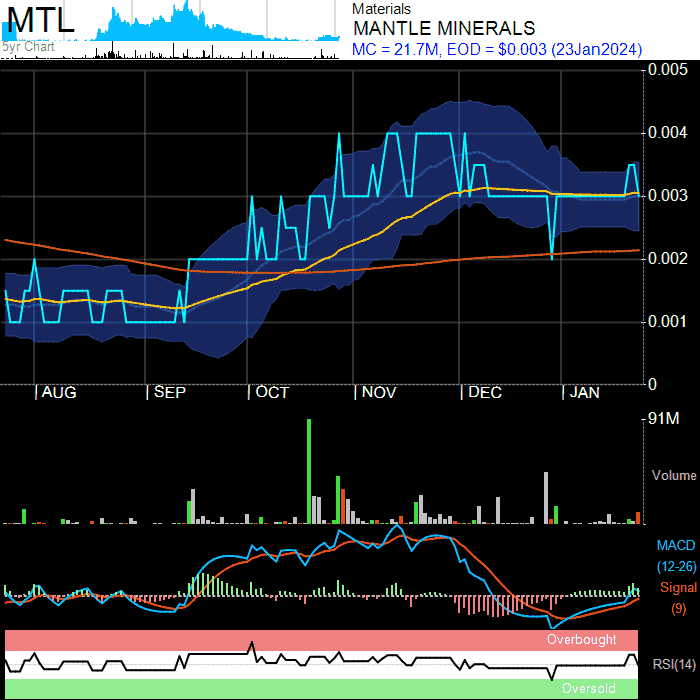 MTL
5yr Chart
Materials
MANTLE MINERALS
MC = 21.7M, EOD = $0.003 (23Jan2024)
0.005
0.004
0.003
0.002
0.001
0
AUG SEP OCT NOV DEC JAN
91M
Volume
MACD
(12-26)
Signal
(9)
Overbought
RSI(14)
Oversold